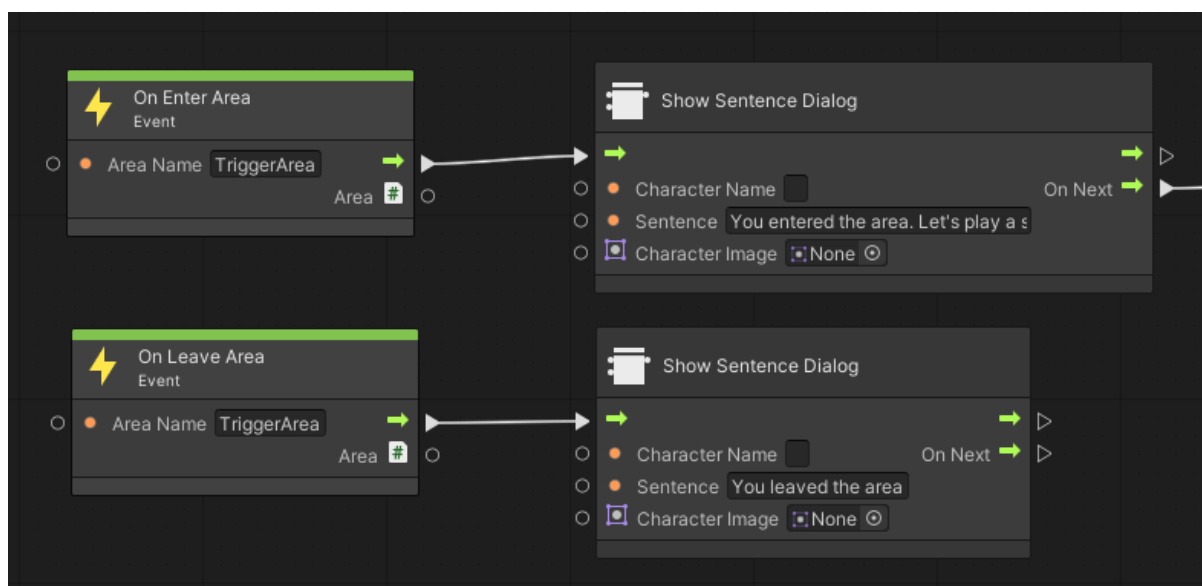 On Enter Area
Event
Area Name TriggerArea
Area
Show Sentence Dialog
Character Name On Next
Sentence You entered the area. Let's play a s
Character Image None
On Leave Area
Event
Area Name TriggerArea
Area
Show Sentence Dialog
Character Name On Next
Sentence You leaved the area
Character Image None